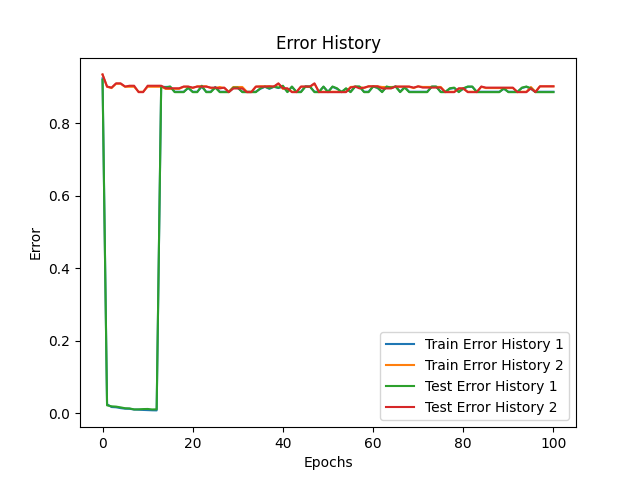 Error History
0.8
0.6
0.4
0.2
0.0
Error
0 20 40 60 80 100
Epochs
Train Error History 1
Train Error History 2
Test Error History 1
Test Error History 2